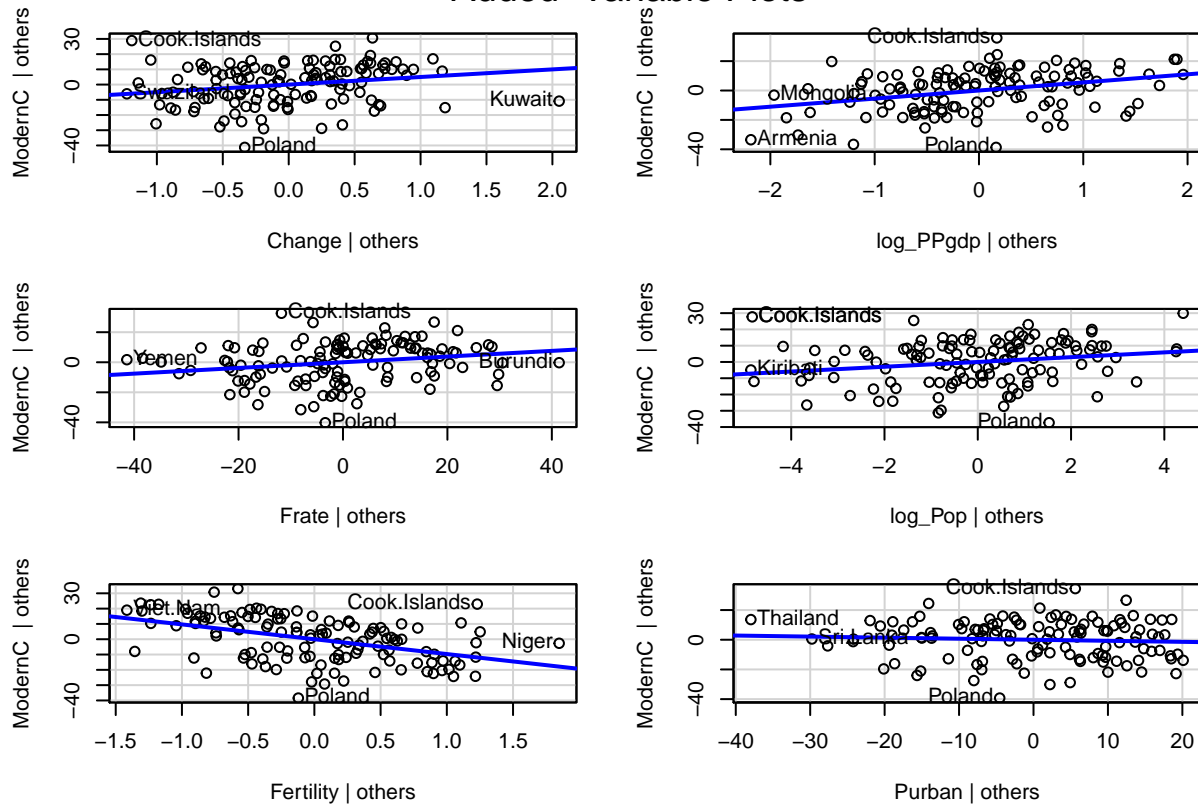 Added−Variable Plots
ModernC | others
30
0
−40
Cook.Islands
Swaziland
Kuwait
Poland
−1.0 −0.5 0.0 0.5 1.0 1.5 2.0
Change | others
ModernC | others
0
−40
Cook.Islands
Mongolia
Armenia
Poland
−2 −1 0 1 2
log_PPgdp | others
ModernC | others
0
−40
Cook.Islands
Yemen
Burundi
Poland
−40 −20 0 20 40
Frate | others
ModernC | others
30
0
−40
Cook.Islands
Kiribati
Poland
−4 −2 0 2 4
log_Pop | others
ModernC | others
30
0
−40
Viet.Nam
Cook.Islands
Niger
Poland
−1.5 −1.0 −0.5 0.0 0.5 1.0 1.5
Fertility | others
ModernC | others
0
−40
Cook.Islands
Thailand
Sri.Lanka
Poland
−40 −30 −20 −10 0 10 20
Purban | others